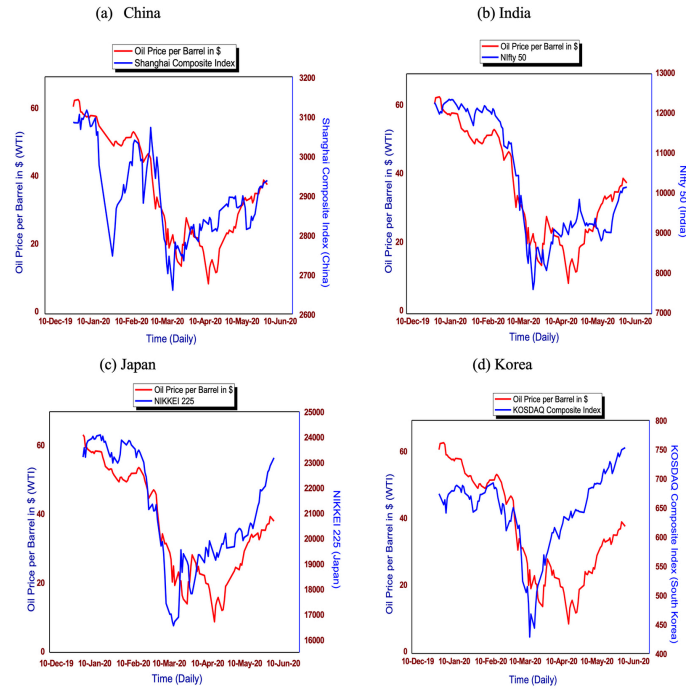 (a) China
(b) India
Oil Price per Barrel in $
Shanghai Composite Index
Oil Price per Barrel in $
NIfty 50
Oil Price per Barrel in $ (WTI)
60
40
20
0
3200
3100
3000
2900
2800
2700
2600
Shanghai Composite Index
(China)
10-Dec-19 10-Jan-20 10-Feb-20 10-Mar-20 10-Apr-20 10-May-20 10-Jun-20
Time (Daily)
Oil Price per Barrel in $ (WTI)
60
40
20
0
13000
12000
11000
10000
9000
8000
7000
Nifty 50 (India)
10-Dec-19 10-Jan-20 10-Feb-20 10-Mar-20 10-Apr-20 10-May-20 10-Jun-20
Time (Daily)
(c) Japan
(d) Korea
Oil Price per Barrel in $
NIKKEI 225
Oil Price per Barrel in $
KOSDAQ Composite Index
Oil Price per Barrel in $ (WTI)
60
40
20
0
25000
24000
23000
22000
21000
20000
19000
18000
17000
16000
NIKKEI 225 (Japan)
10-Dec-19 10-Jan-20 10-Feb-20 10-Mar-20 10-Apr-20 10-May-20 10-Jun-20
Time (Daily)
Oil Price per Barrel in $ (WTI)
60
40
20
0
800
750
700
650
600
550
500
450
400
KOSDAQ Composite Index
(South Korea)
10-Dec-19 10-Jan-20 10-Feb-20 10-Mar-20 10-Apr-20 10-May-20 10-Jun-20
Time (Daily)